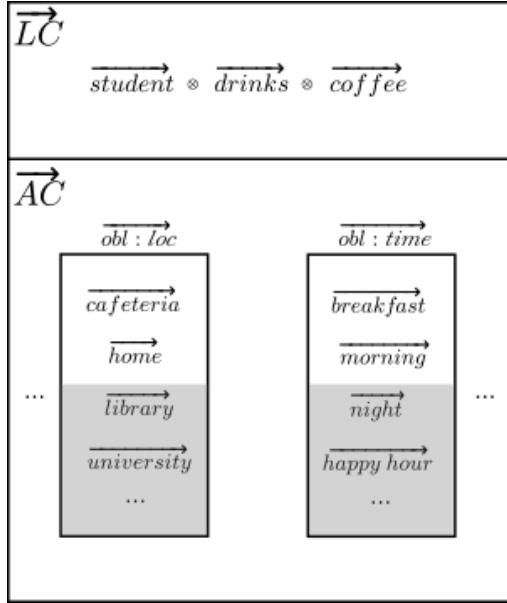 LC
student ⊗ drinks ⊗ coffee
AC
obl : loc
cafeteria
home
library
university
...
obl : time
breakfast
morning
night
happy hour
...
...
...